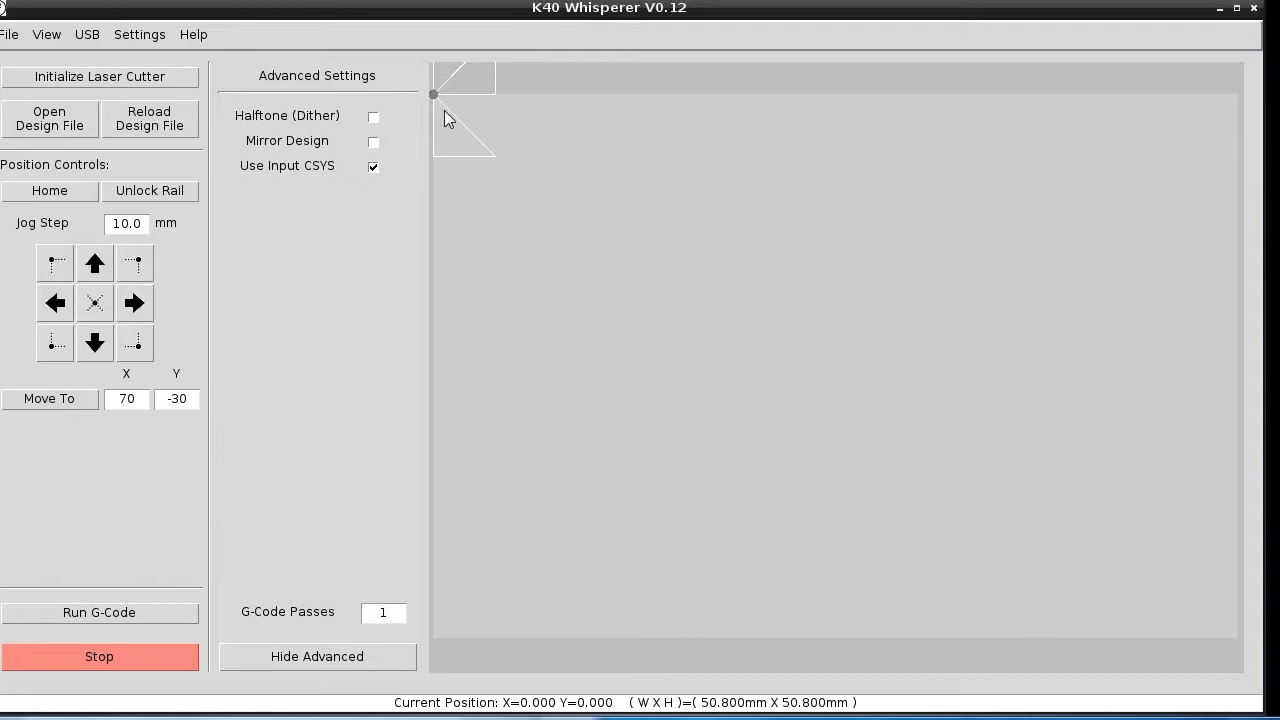 K40 Whisperer V0.12
File View USB Settings Help
Initialize Laser Cutter
Open Design File
Reload Design File
Position Controls:
Home
Unlock Rail
Jog Step 10.0 mm
X Y
Move To 70 -30
Run G-Code
Stop
Advanced Settings
Halftone (Dither)
Mirror Design
Use Input CSYS
G-Code Passes 1
Hide Advanced
Current Position: X=0.000 Y=0.000 ( W X H )=( 50.800mm X 50.800mm )